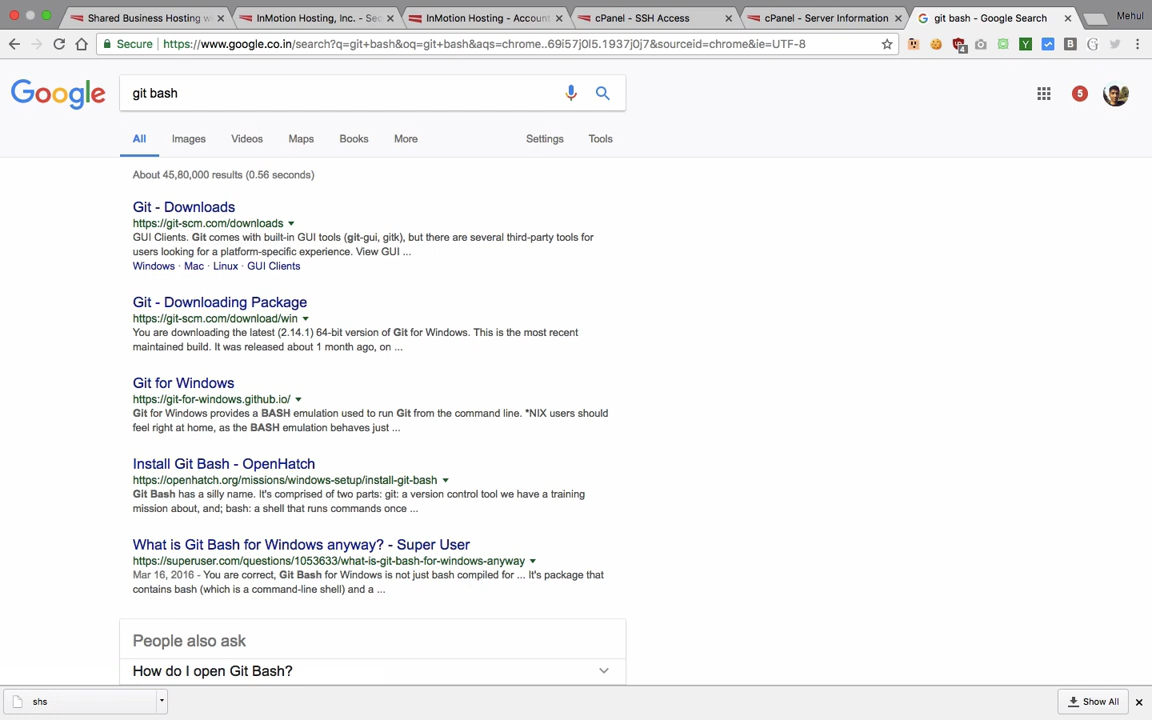 Shared Business Hosting w
InMotion Hosting, Inc. - Sec
InMotion Hosting - Account
cPanel - SSH Access
cPanel - Server Information
git bash - Google Search
Mehul
Secure
https://www.google.co.in/search?q=git+bash&oq=git+bash&aqs=chrome..69i57j0l5.1937j0j7&sourceid=chrome&ie=UTF-8
Google
git bash
5
All
Images
Videos
Maps
Books
More
Settings
Tools
About 45,80,000 results (0.56 seconds)
Git - Downloads
https://git-scm.com/downloads
GUI Clients. Git comes with built-in GUI tools (git-gui, gitk), but there are several third-party tools for
users looking for a platform-specific experience. View GUI ...
Windows · Mac · Linux · GUI Clients
Git - Downloading Package
https://git-scm.com/download/win
You are downloading the latest (2.14.1) 64-bit version of Git for Windows. This is the most recent
maintained build. It was released about 1 month ago, on ...
Git for Windows
https://git-for-windows.github.io/
Git for Windows provides a BASH emulation used to run Git from the command line. *NIX users should
feel right at home, as the BASH emulation behaves just ...
Install Git Bash - OpenHatch
https://openhatch.org/missions/windows-setup/install-git-bash
Git Bash has a silly name. It's comprised of two parts: git: a version control tool we have a training
mission about, and; bash: a shell that runs commands once ...
What is Git Bash for Windows anyway? - Super User
https://superuser.com/questions/1053633/what-is-git-bash-for-windows-anyway
Mar 16, 2016 - You are correct, Git Bash for Windows is not just bash compiled for ... It's package that
contains bash (which is a command-line shell) and a ...
People also ask
How do I open Git Bash?
shs
Show All